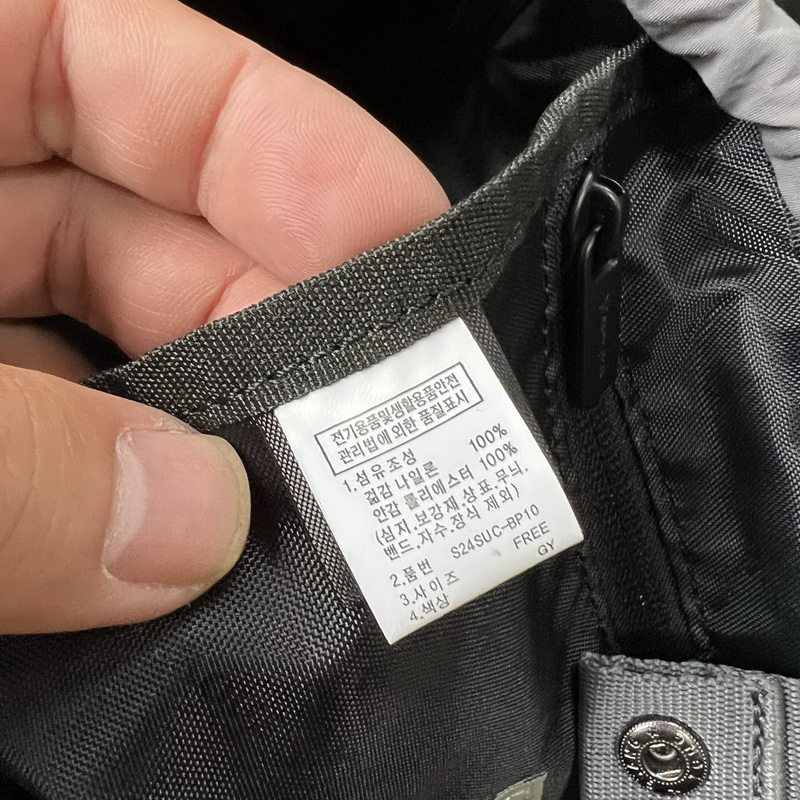 전기용품및생활용품안전
관리법에 의한 품질표시
1.섬유조성
겉감 나일론 100%
안감 폴리에스터 100%
(심지,보강재,상표,무늬,
밴드,자수,장식 제외)
2.품번 S24SUC-BP10
3.사이즈 FREE
4.색상 GY